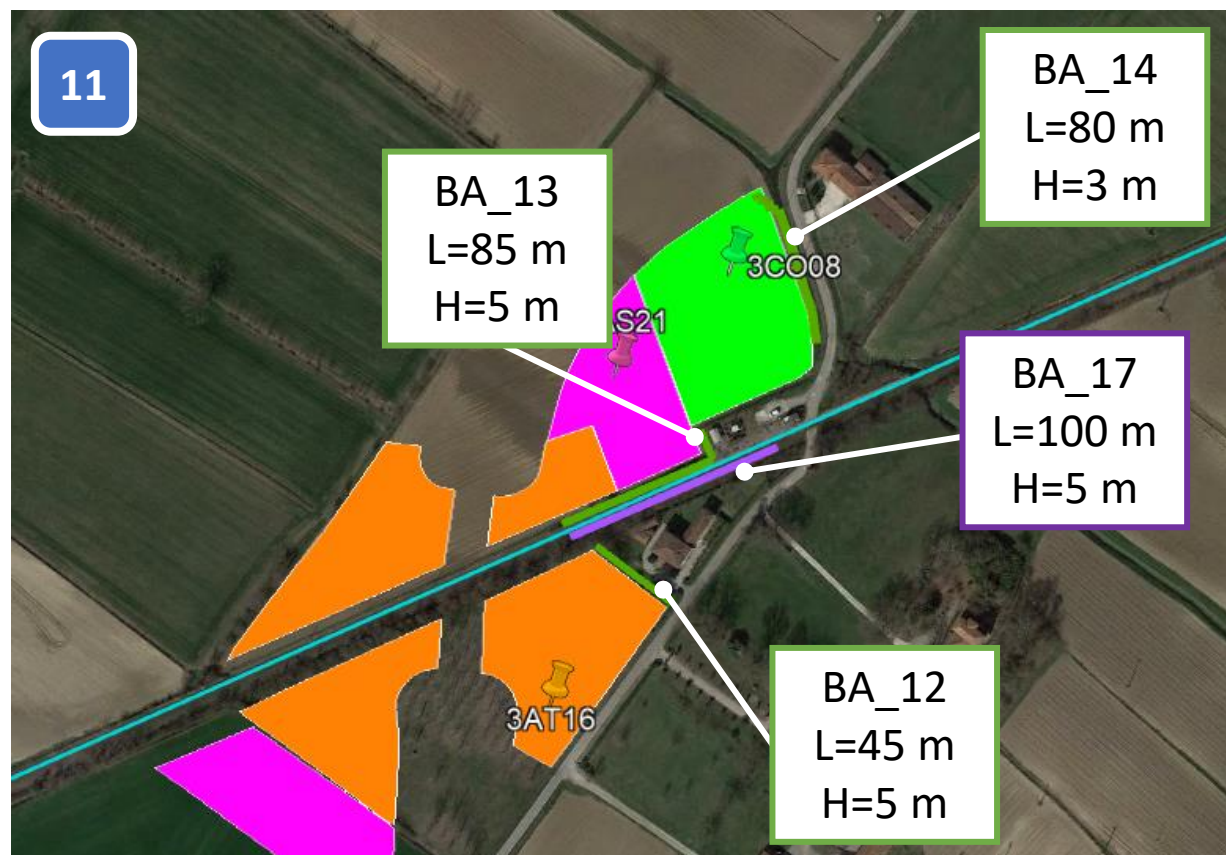 11
BA_14
L=80 m
H=3 m
BA_13
L=85 m
H=5 m
3CO08
S21
BA_17
L=100 m
H=5 m
3AT16
BA_12
L=45 m
H=5 m